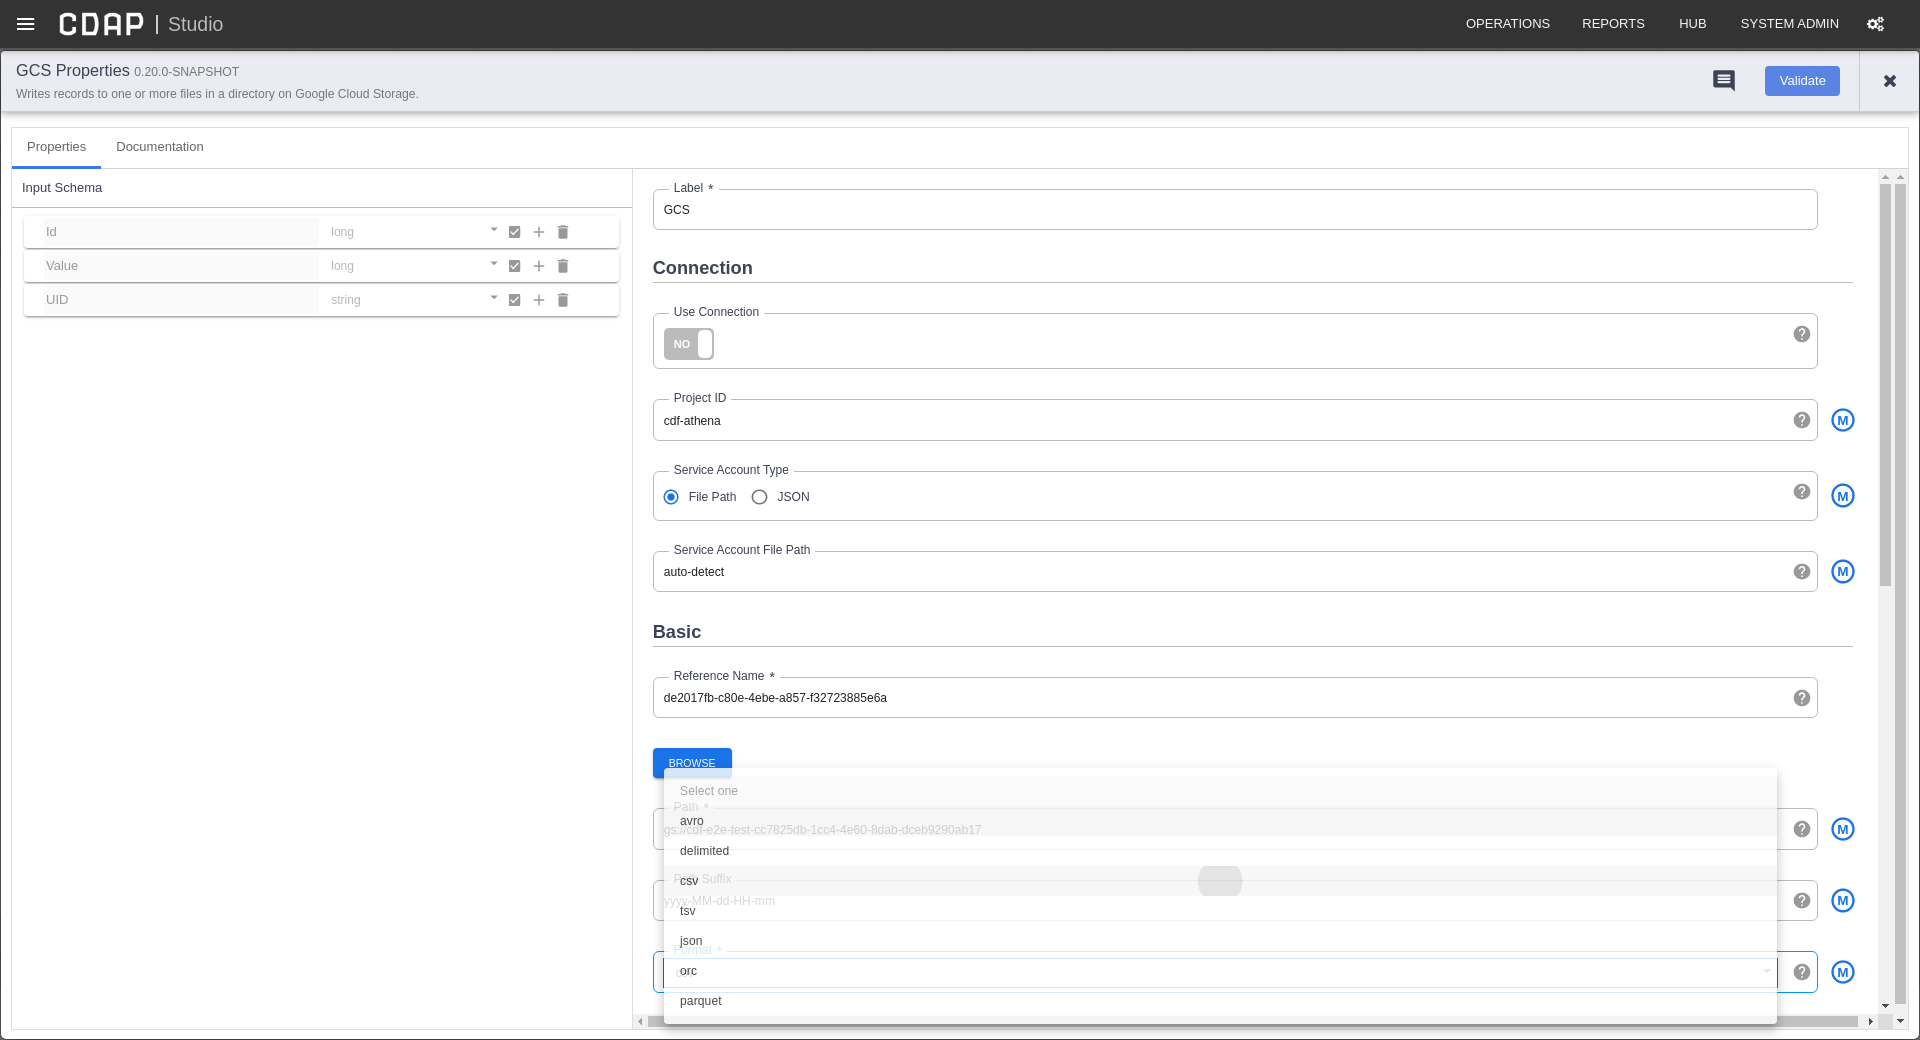 CDAP | Studio
OPERATIONS REPORTS HUB SYSTEM ADMIN
GCS Properties 0.20.0-SNAPSHOT
Writes records to one or more files in a directory on Google Cloud Storage.
Validate
Properties Documentation
Input Schema
Id long
Value long
UID string
Label *
GCS
Connection
Use Connection
NO
Project ID
cdf-athena
M
Service Account Type
File Path JSON
M
Service Account File Path
auto-detect
M
Basic
Reference Name *
de2017fb-c80e-4ebe-a857-f32723885e6a
BROWSE
Select one
Path *
avro
gs://cdf-e2e-test-cc7825db-1cc4-4e60-8dab-dceb9290ab17
M
delimited
Path Suffix
csv
yyyy-MM-dd-HH-mm
M
tsv
json
Format *
orc
M
parquet